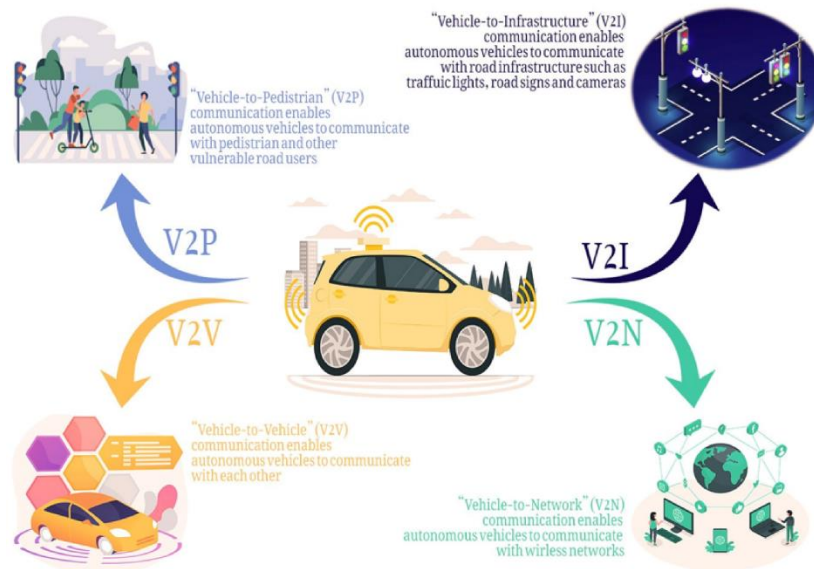 "Vehicle-to-Pedistrian" (V2P)
communication enables
autonomous vehicles to communicate
with pedistrian and other
vulnerable road users
"Vehicle-to-Infrastructure" (V2I)
communication enables
autonomous vehicles to communicate
with road infrastructure such as
traffuic lights, road signs and cameras
V2P
V2I
V2V
V2N
"Vehicle-to-Vehicle" (V2V)
communication enables
autonomous vehicles to communicate
with each other
"Vehicle-to-Network" (V2N)
communication enables
autonomous vehicles to communicate
with wirless networks